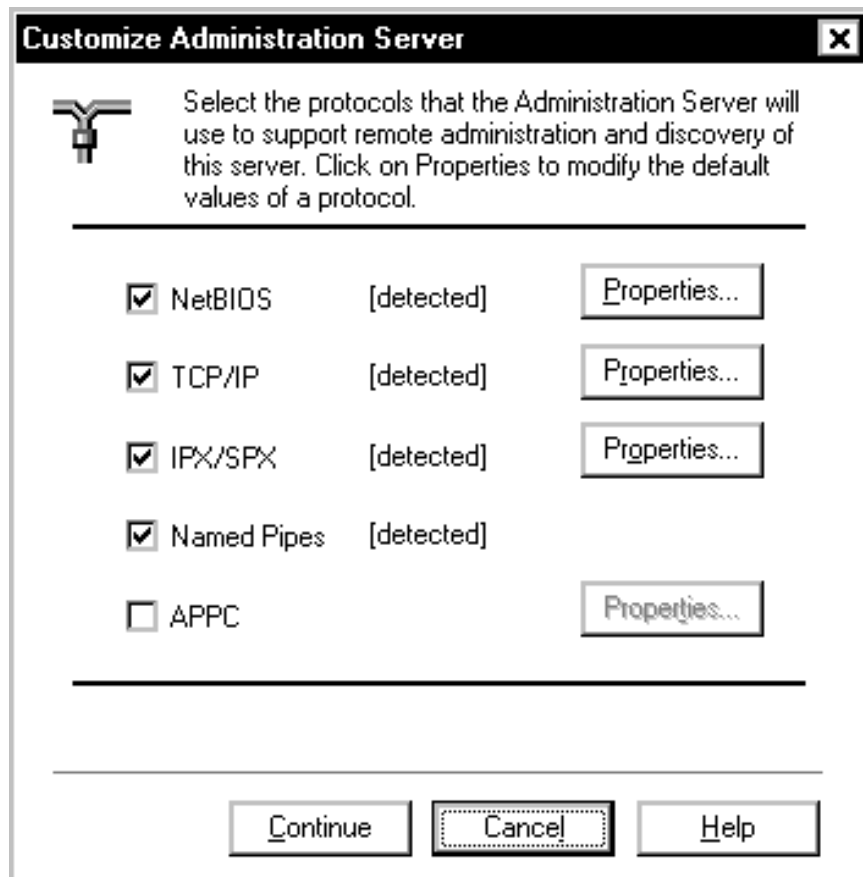 Customize Administration Server
Select the protocols that the Administration Server will
use to support remote administration and discovery of
this server. Click on Properties to modify the default
values of a protocol.
NetBIOS [detected] Properties...
TCP/IP [detected] Properties...
IPX/SPX [detected] Properties...
Named Pipes [detected]
APPC Properties...
Continue Cancel Help